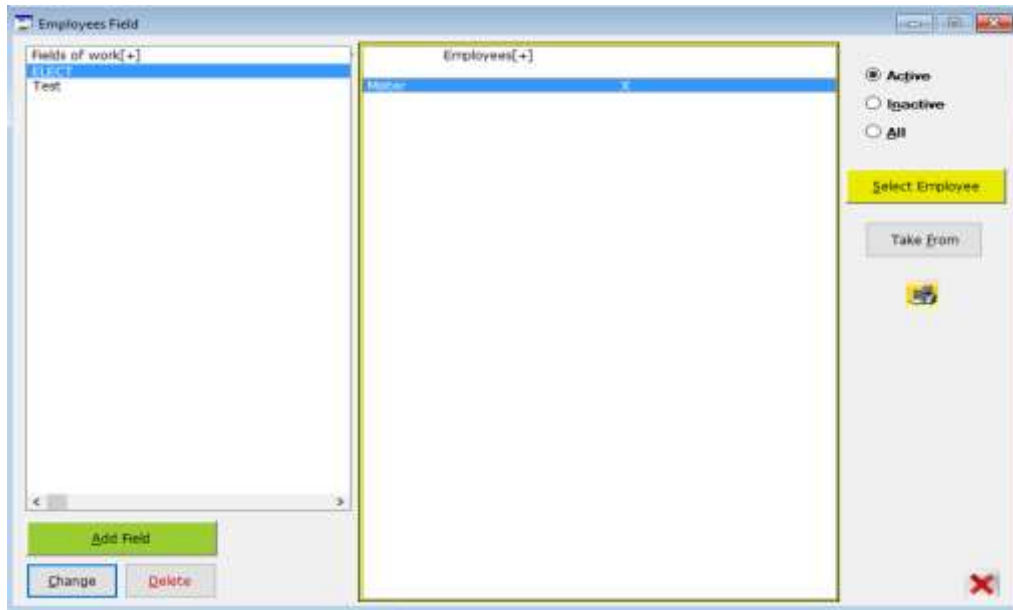 Employees Field
Fields of work[+]
ELECT
Test
< >
Add Field
Change Delete
Employees[+]
X
Active
Inactive
All
Select Employee
Take From